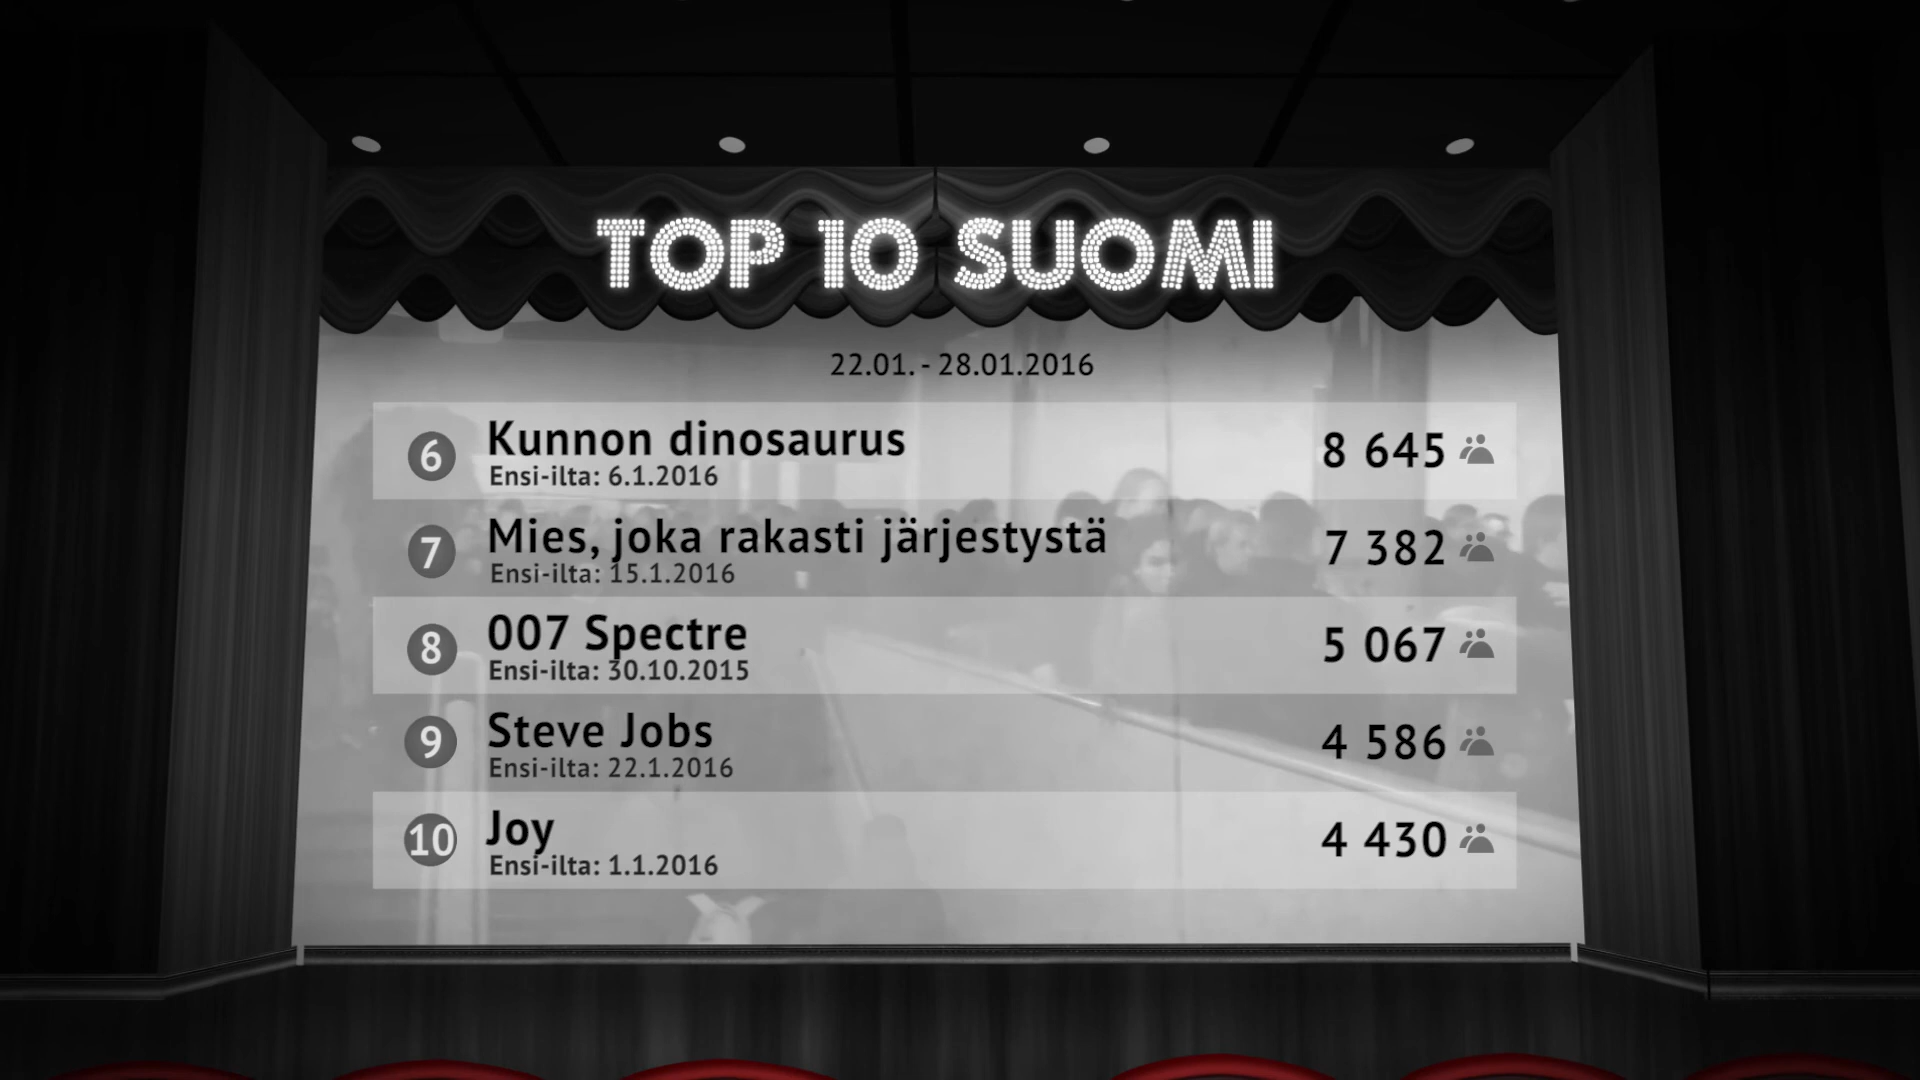 TOP 10 SUOMI
22.01. - 28.01.2016
6 Kunnon dinosaurus 8 645
Ensi-ilta: 6.1.2016
7 Mies, joka rakasti järjestystä 7 382
Ensi-ilta: 15.1.2016
8 007 Spectre 5 067
Ensi-ilta: 30.10.2015
9 Steve Jobs 4 586
Ensi-ilta: 22.1.2016
10 Joy 4 430
Ensi-ilta: 1.1.2016